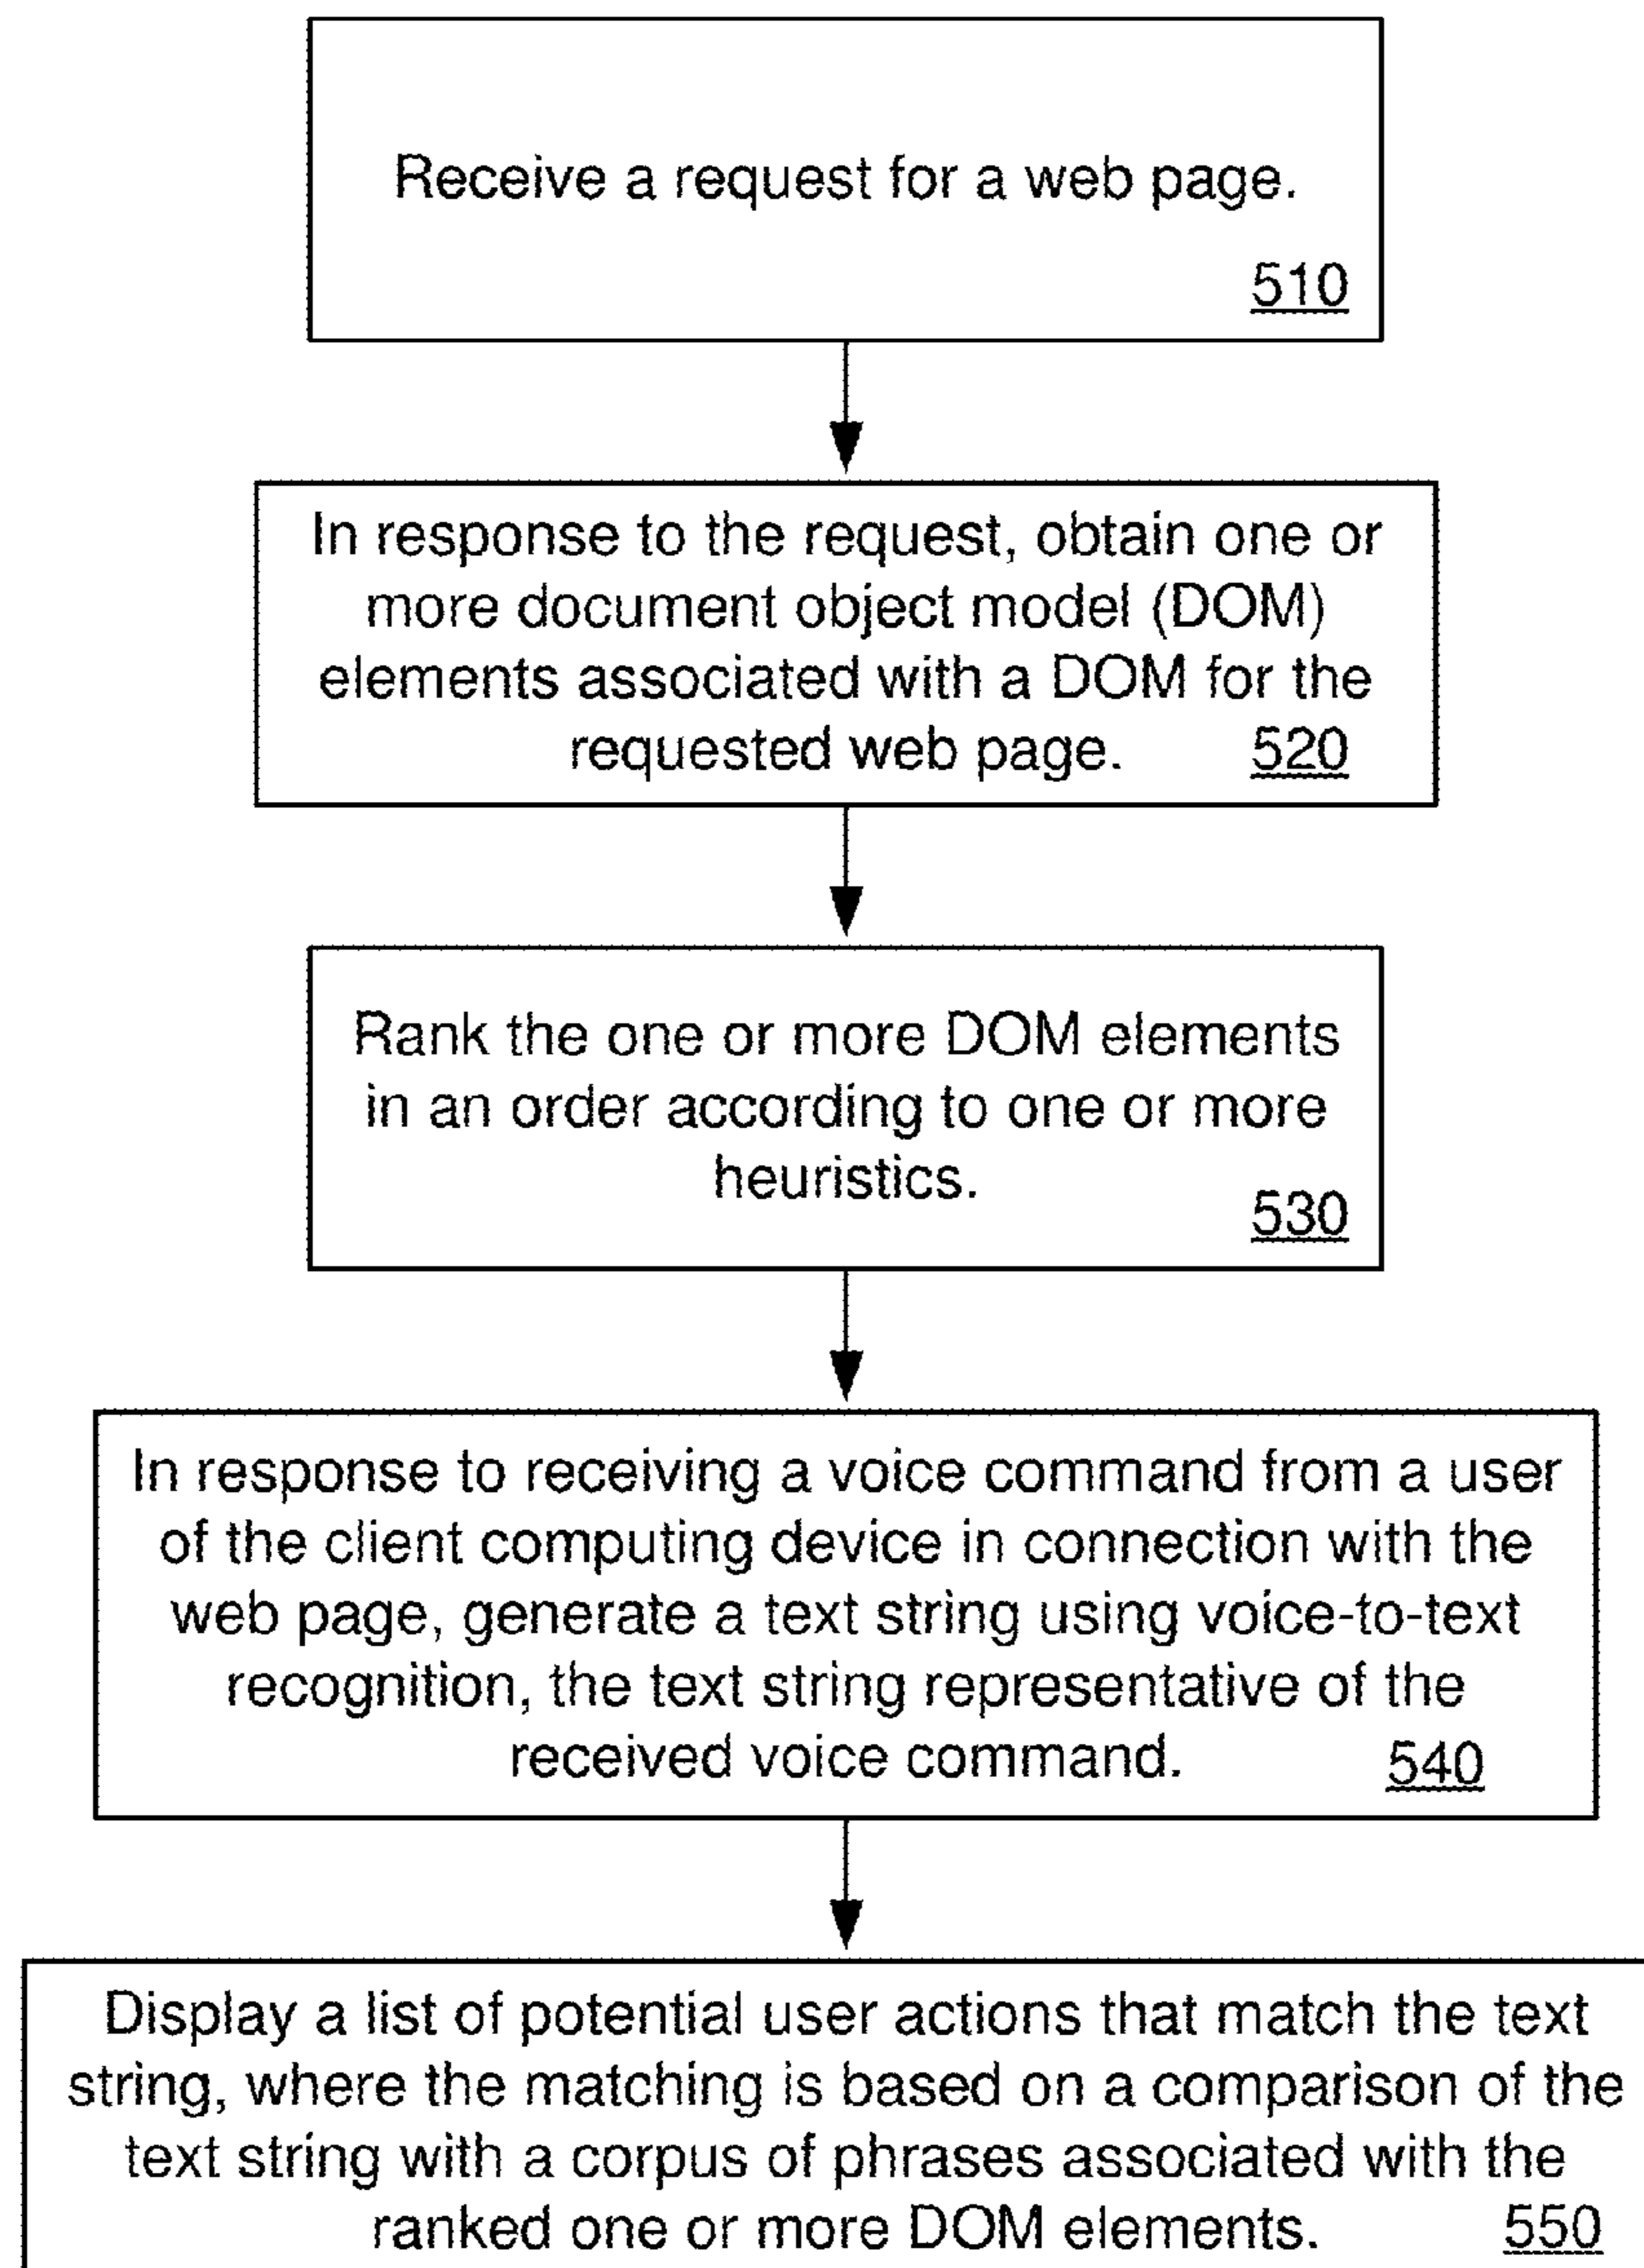 Receive a request for a web page.
510
In response to the request, obtain one or
more document object model (DOM)
elements associated with a DOM for the
requested web page. 520
Rank the one or more DOM elements
in an order according to one or more
heuristics.
530
In response to receiving a voice command from a user
of the client computing device in connection with the
web page, generate a text string using voice-to-text
recognition, the text string representative of the
received voice command. 540
Display a list of potential user actions that match the text
string, where the matching is based on a comparison of the
text string with a corpus of phrases associated with the
ranked one or more DOM elements. 550